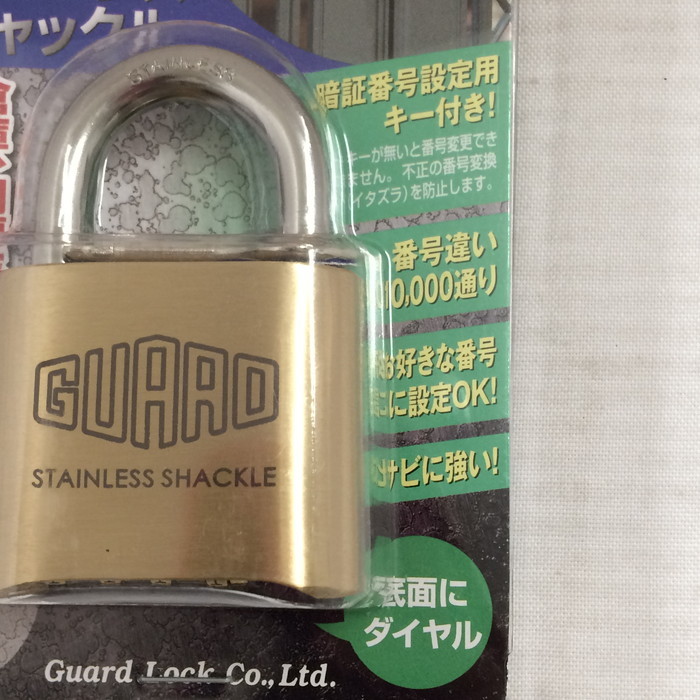 ャックル
STAINLESS
暗証番号設定用
キー付き!
キーが無いと番号変更でき
ません。不正の番号変換
イタズラ)を防止します。
番号違い
10,000通り
お好きな番号
に設定OK!
サビに強い!
GUARD
STAINLESS SHACKLE
底面に
ダイヤル
Guard Lock Co.,Ltd.